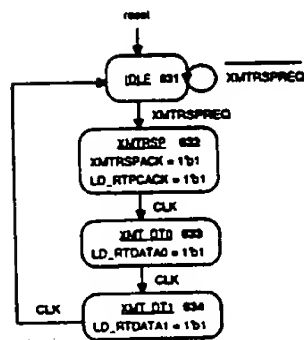 reset
IDLE 631
XMTRSPREQ
XMTRSPREQ
XMTRSP 632
XMTRSPACK = 1'b1
LD_RTPCACK = 1'b1
CLK
XMT_DT0 633
LD_RTDATA0 = 1'b1
CLK
CLK
XMT_DT1 634
LD_RTDATA1 = 1'b1